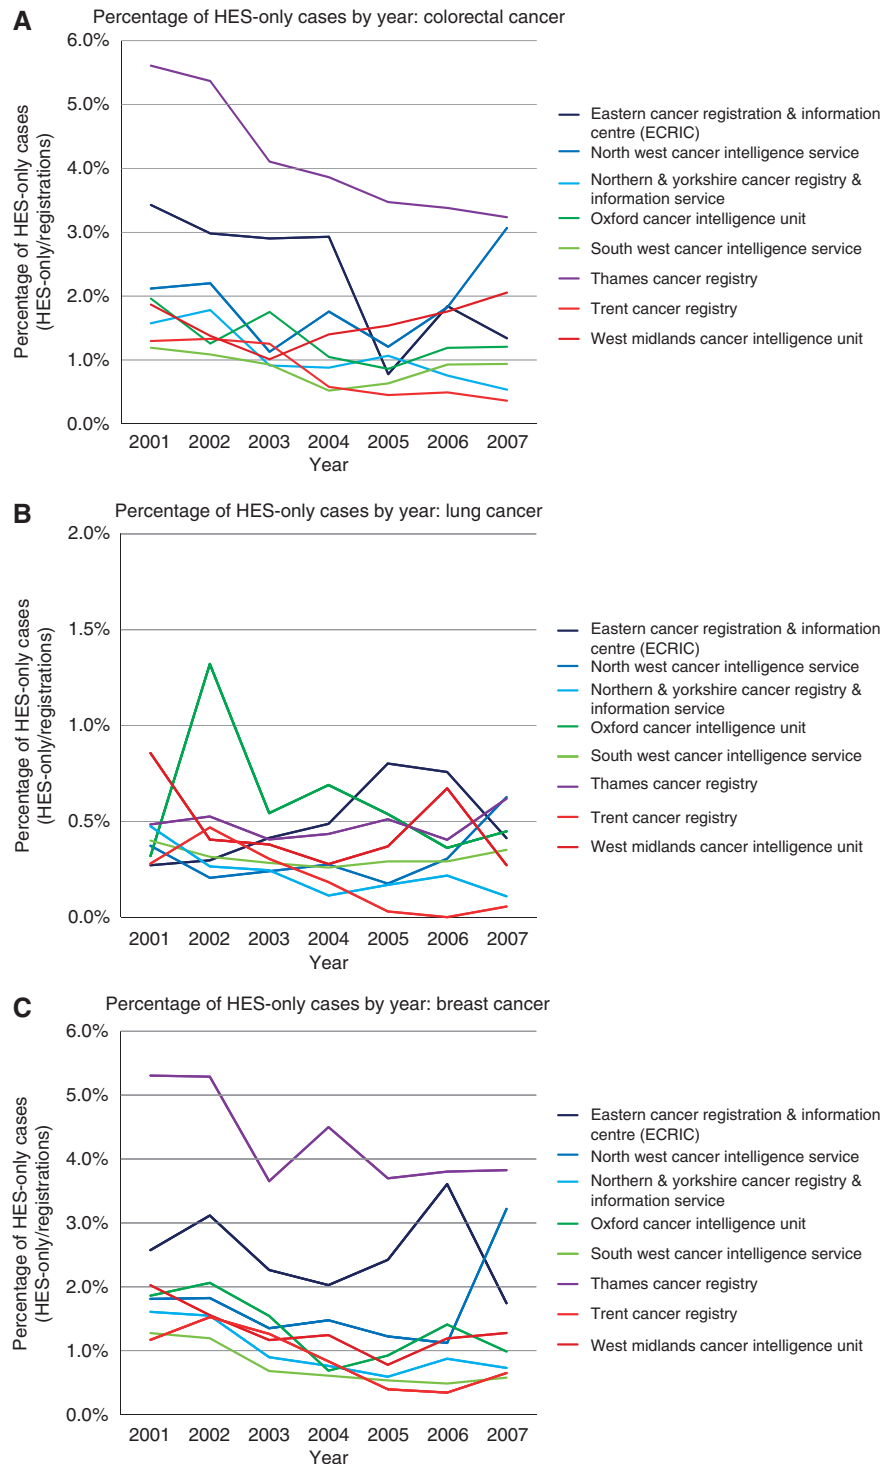 A
Percentage of HES-only cases by year: colorectal cancer
Percentage of HES-only cases
(HES-only/registrations)
6.0%
5.0%
4.0%
3.0%
2.0%
1.0%
0.0%
2001 2002 2003 2004 2005 2006 2007
Year
Eastern cancer registration & information
centre (ECRIC)
North west cancer intelligence service
Northern & yorkshire cancer registry &
information service
Oxford cancer intelligence unit
South west cancer intelligence service
Thames cancer registry
Trent cancer registry
West midlands cancer intelligence unit
B
Percentage of HES-only cases by year: lung cancer
Percentage of HES-only cases
(HES-only/registrations)
2.0%
1.5%
1.0%
0.5%
0.0%
2001 2002 2003 2004 2005 2006 2007
Year
Eastern cancer registration & information
centre (ECRIC)
North west cancer intelligence service
Northern & yorkshire cancer registry &
information service
Oxford cancer intelligence unit
South west cancer intelligence service
Thames cancer registry
Trent cancer registry
West midlands cancer intelligence unit
C
Percentage of HES-only cases by year: breast cancer
Percentage of HES-only cases
(HES-only/registrations)
6.0%
5.0%
4.0%
3.0%
2.0%
1.0%
0.0%
2001 2002 2003 2004 2005 2006 2007
Year
Eastern cancer registration & information
centre (ECRIC)
North west cancer intelligence service
Northern & yorkshire cancer registry &
information service
Oxford cancer intelligence unit
South west cancer intelligence service
Thames cancer registry
Trent cancer registry
West midlands cancer intelligence unit